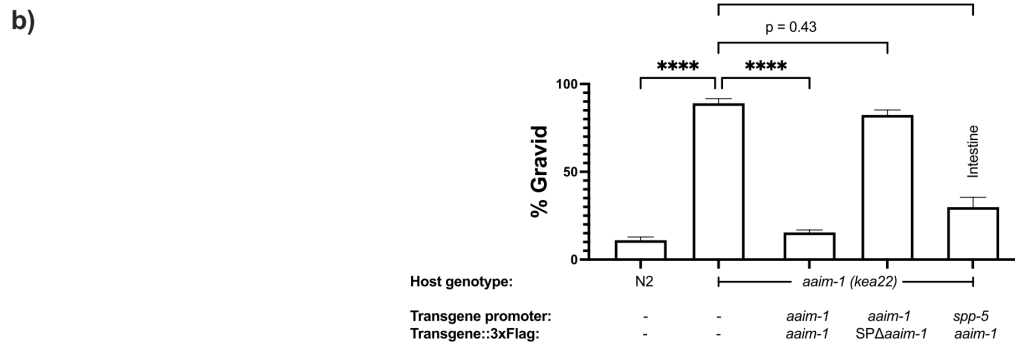 b)
p = 0.43
**** ****
100
50
0
% Gravid
Intestine
Host genotype: N2 aaim-1 (kea22)
Transgene promoter: - - aaim-1 aaim-1 spp-5
Transgene::3xFlag: - - aaim-1 SPΔaaim-1 aaim-1